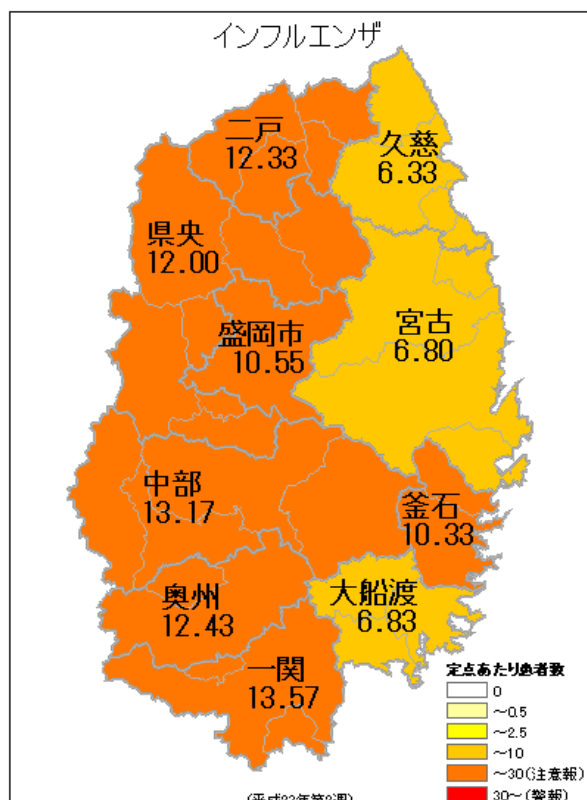 インフルエンザ
二戸
12.33
久慈
6.33
県央
12.00
盛岡市
10.55
宮古
6.80
中部
13.17
釜石
10.33
奥州
12.43
大船渡
6.83
一関
13.57
定点あたり患者数
0
～0.5
～2.5
～10
～30(注意報)
30～(警報)